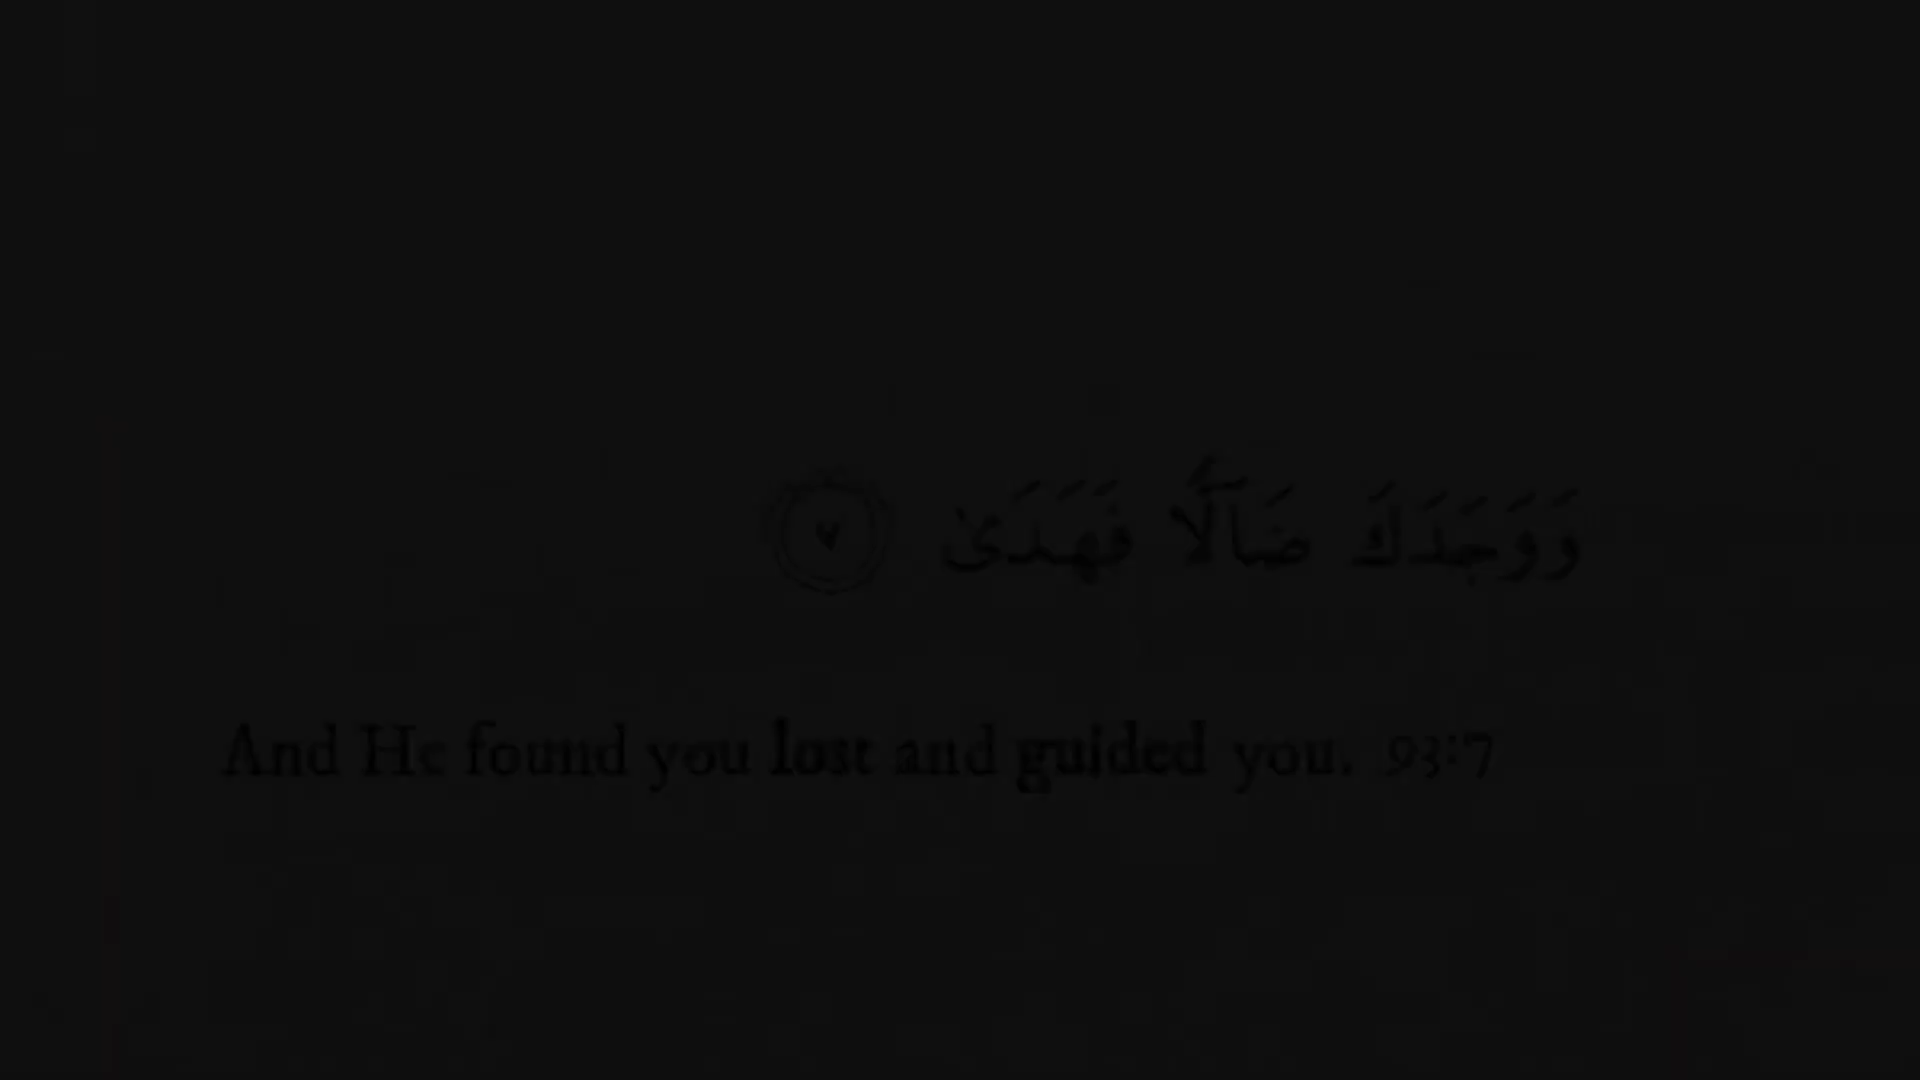 وَوَجَدَكَ ضَآلًّا فَهَدَىٰ ٧
And He found you lost and guided you. 93:7